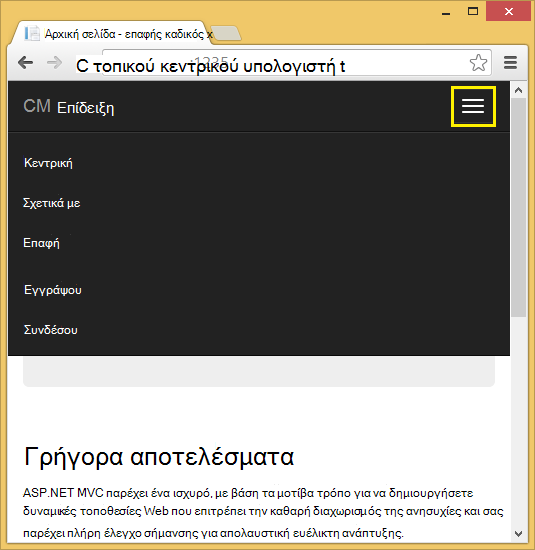 Αρχική σελίδα - επαφής καδικός x
C τοπικού κεντρικού υπολογιστή t
CM Επίδειξη
Κεντρική
Σχετικά με
Επαφή
Εγγράψου
Συνδέσου
Γρήγορα αποτελέσματα
ASP.NET MVC παρέχει ένα ισχυρό, με βάση τα μοτίβα τρόπο για να δημιουργήσετε
δυναμικές τοποθεσίες Web που επιτρέπει την καθαρή διαχωρισμός της ανησυχίες και σας
παρέχει πλήρη έλεγχο σήμανσης για απολαυστική ευέλικτη ανάπτυξης.